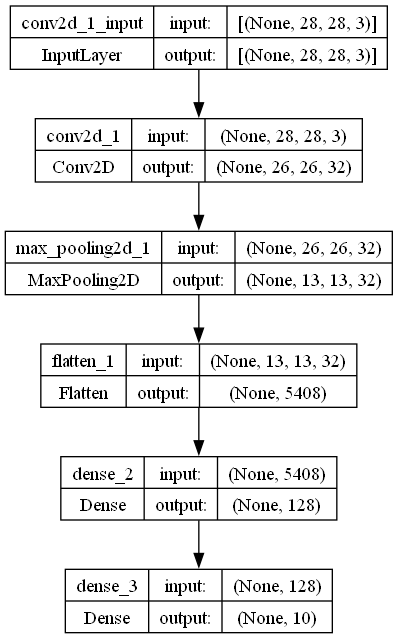 conv2d_1_input input: [(None, 28, 28, 3)]
InputLayer output: [(None, 28, 28, 3)]
conv2d_1 input: (None, 28, 28, 3)
Conv2D output: (None, 26, 26, 32)
max_pooling2d_1 input: (None, 26, 26, 32)
MaxPooling2D output: (None, 13, 13, 32)
flatten_1 input: (None, 13, 13, 32)
Flatten output: (None, 5408)
dense_2 input: (None, 5408)
Dense output: (None, 128)
dense_3 input: (None, 128)
Dense output: (None, 10)